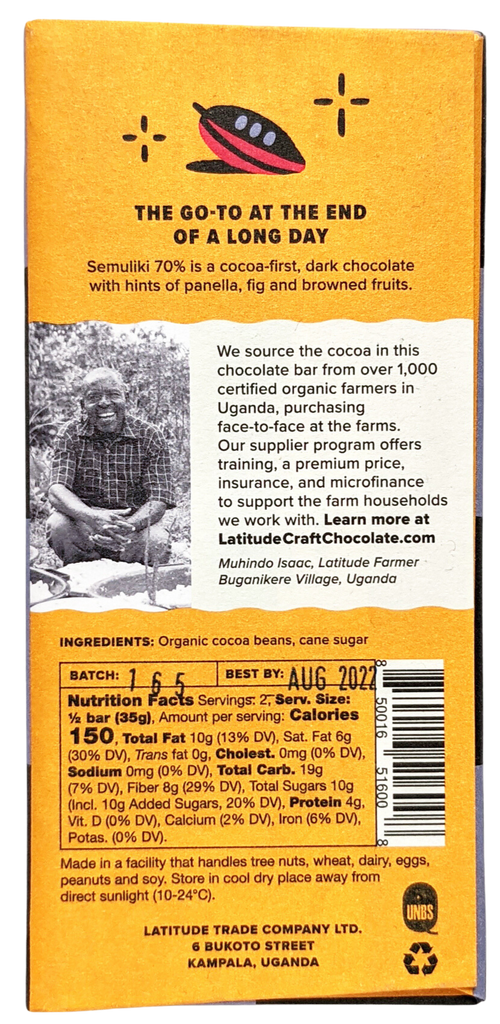 THE GO-TO AT THE END
OF A LONG DAY
Semuliki 70% is a cocoa-first, dark chocolate
with hints of panella, fig and browned fruits.
We source the cocoa in this
chocolate bar from over 1,000
certified organic farmers in
Uganda, purchasing
face-to-face at the farms.
Our supplier program offers
training, a premium price,
insurance, and microfinance
to support the farm households
we work with. Learn more at
LatitudeCraftChocolate.com
Muhindo Isaac, Latitude Farmer
Buganikere Village, Uganda
INGREDIENTS: Organic cocoa beans, cane sugar
BATCH: 165 BEST BY: AUG 2022
Nutrition Facts Servings: 2, Serv. Size:
½ bar (35g), Amount per serving: Calories
150, Total Fat 10g (13% DV), Sat. Fat 6g
(30% DV), Trans fat 0g, Cholest. 0mg (0% DV),
Sodium 0mg (0% DV), Total Carb. 19g
(7% DV), Fiber 8g (29% DV), Total Sugars 10g
(Incl. 10g Added Sugars, 20% DV), Protein 4g,
Vit. D (0% DV), Calcium (2% DV), Iron (6% DV),
Potas. (0% DV).
8 50016 51600 8
Made in a facility that handles tree nuts, wheat, dairy, eggs,
peanuts and soy. Store in cool dry place away from
direct sunlight (10-24°C).
UNBS
LATITUDE TRADE COMPANY LTD.
6 BUKOTO STREET
KAMPALA, UGANDA